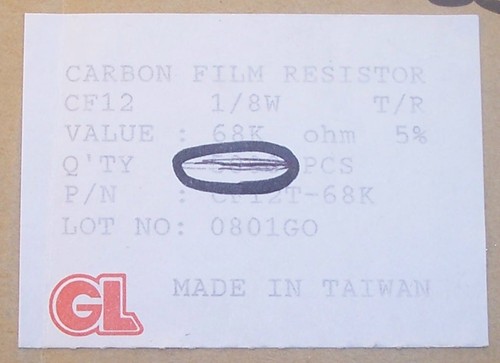 CARBON FILM RESISTOR
CF12 1/8W T/R
VALUE : 68K ohm 5%
Q'TY PCS
P/N : CF12T-68K
LOT NO: 0801GO
GL MADE IN TAIWAN